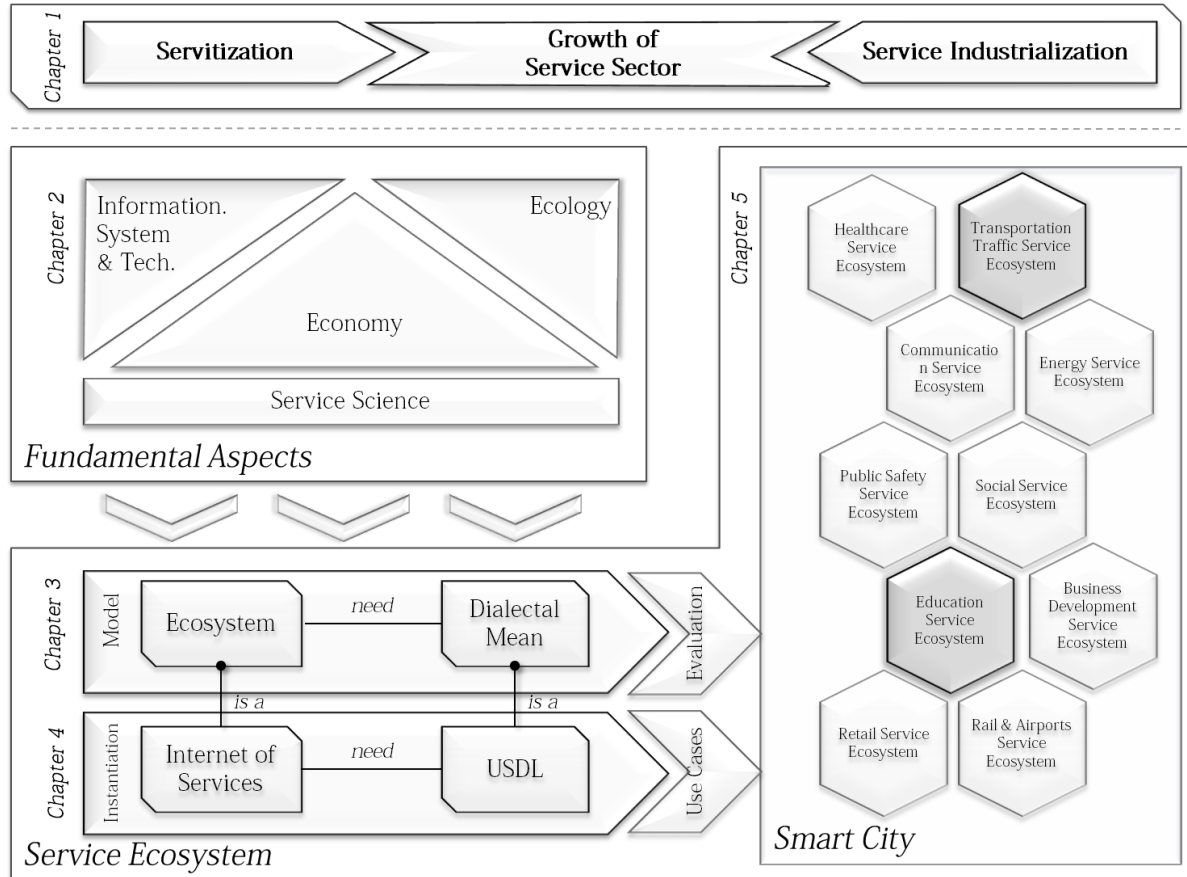 Chapter 1
Servitization
Growth of
Service Sector
Service Industrialization
Chapter 2
Information.
System
& Tech.
Ecology
Economy
Service Science
Fundamental Aspects
Chapter 3
Model
Ecosystem
need
Dialectal
Mean
Evaluation
is a
is a
Chapter 4
Instantiation
Internet of
Services
need
USDL
Use Cases
Service Ecosystem
Chapter 5
Healthcare
Service
Ecosystem
Transportation
Traffic Service
Ecosystem
Communicatio
n Service
Ecosystem
Energy Service
Ecosystem
Public Safety
Service
Ecosystem
Social Service
Ecosystem
Education
Service
Ecosystem
Business
Development
Service
Ecosystem
Retail Service
Ecosystem
Rail & Airports
Service
Ecosystem
Smart City